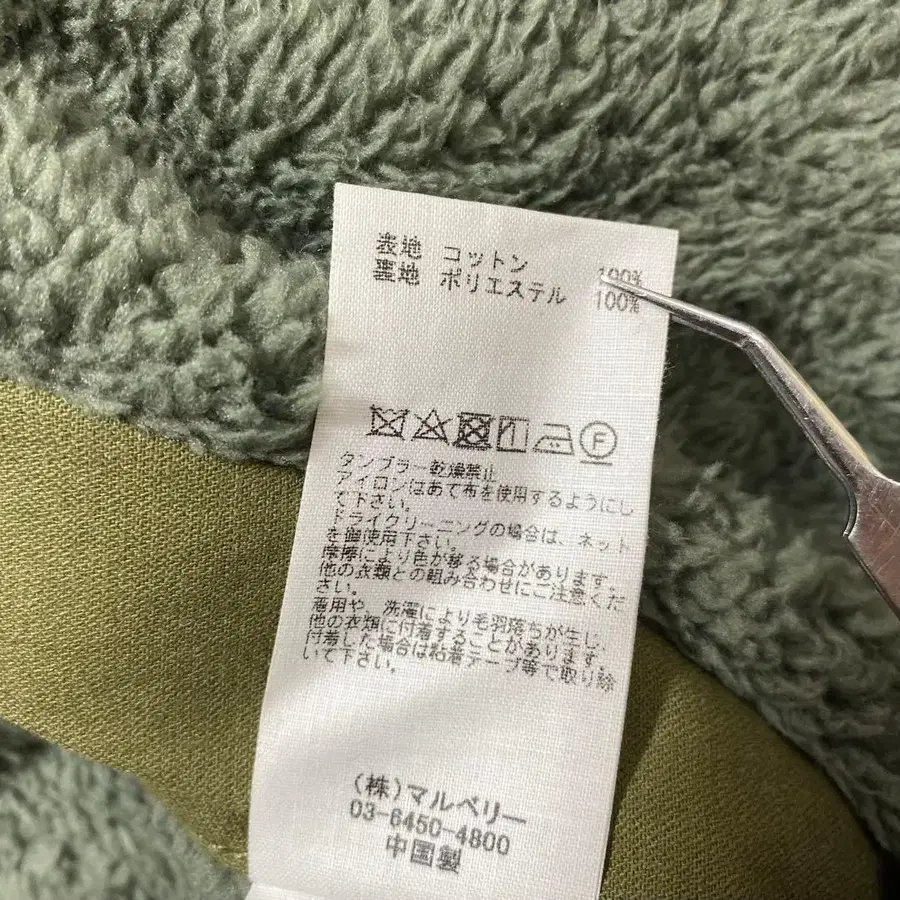 表地 コットン 100%
裏地 ポリエステル 100%
F
タンブラー乾燥禁止
アイロンはあて布を使用するようにし
て下さい。
ドライクリーニングの場合は、ネット
を御使用下さい。
摩擦により色が移る場合があります。
他の衣類との組み合わせにご注意くだ
さい。
着用や、洗濯により毛羽落ちが生じ、
他の衣類に付着することがあります。
付着した場合は粘着テープ等で取り除
いて下さい。
(株)マルベリー
03-6450-4800
中国製